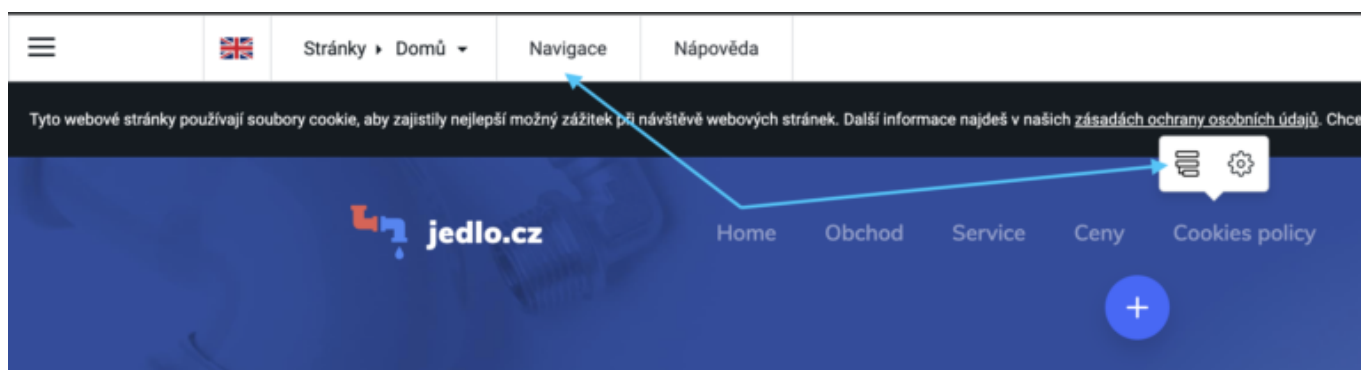 Stránky ▸ Domů Navigace Nápověda
Tyto webové stránky používají soubory cookie, aby zajistily nejlepší možný zážitek při návštěvě webových stránek. Další informace najdeš v našich zásadách ochrany osobních údajů. Chce
jedlo.cz Home Obchod Service Ceny Cookies policy